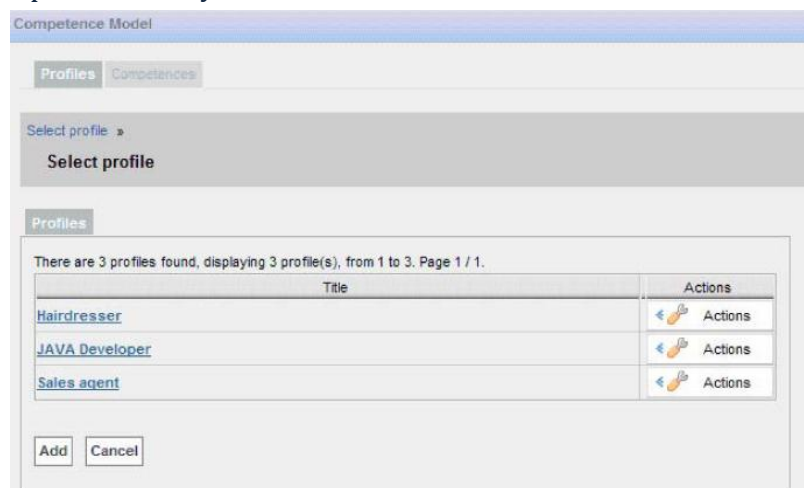 Competence Model
Profiles Competences
Select profile »
Select profile
Profiles
There are 3 profiles found, displaying 3 profile(s), from 1 to 3. Page 1 / 1.
Title Actions
Hairdresser Actions
JAVA Developer Actions
Sales agent Actions
Add Cancel